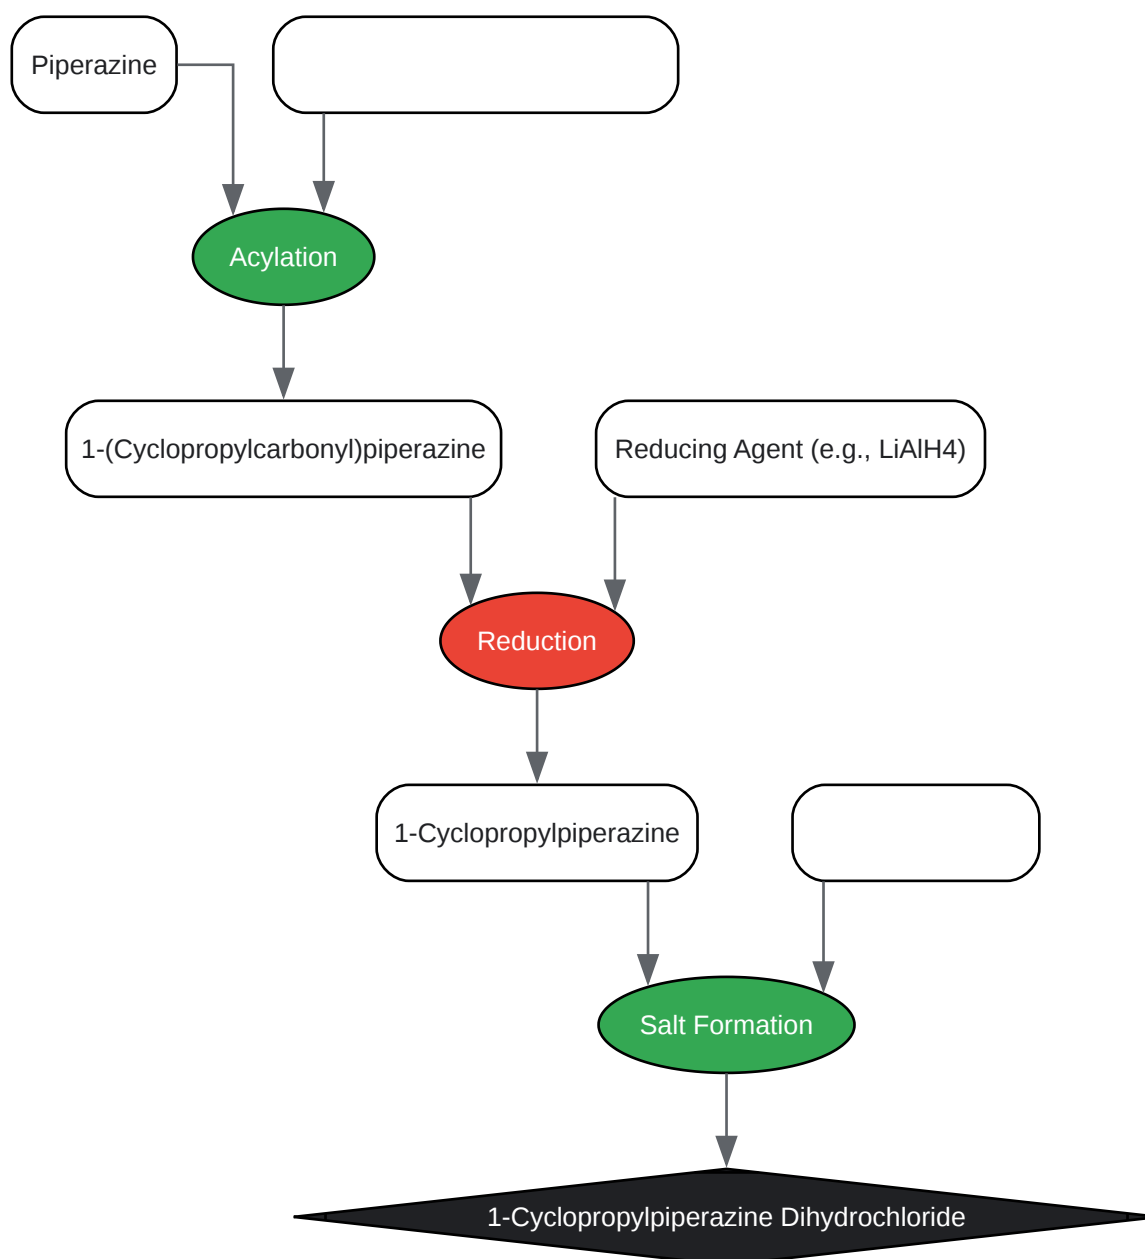 Piperazine
Acylation
1-(Cyclopropylcarbonyl)piperazine
Reducing Agent (e.g., LiAlH4)
Reduction
1-Cyclopropylpiperazine
Salt Formation
1-Cyclopropylpiperazine Dihydrochloride